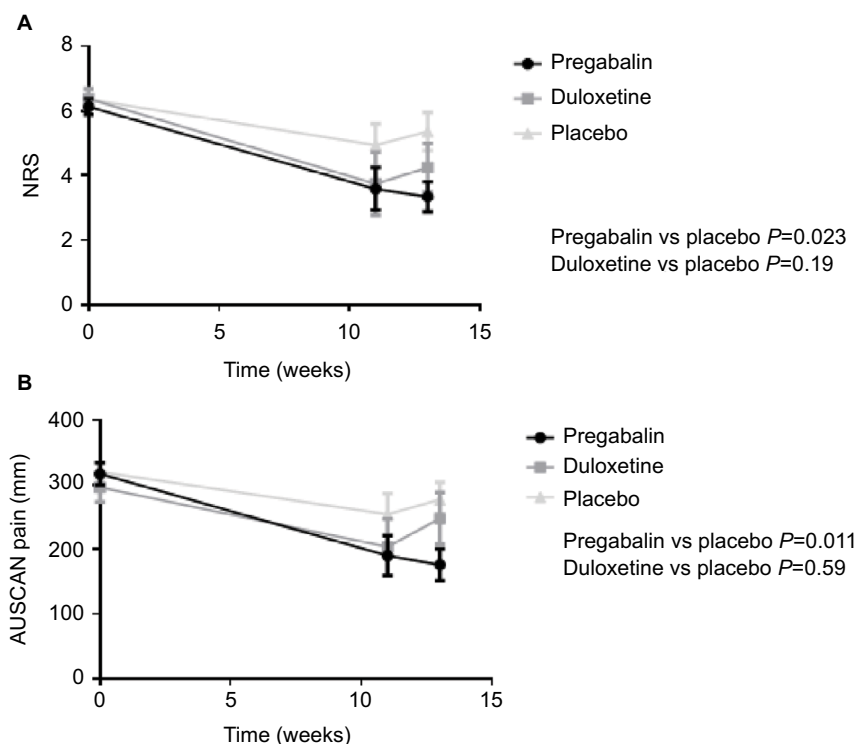 A
8
6
4
2
0
NRS
0 5 10 15
Time (weeks)
Pregabalin
Duloxetine
Placebo
Pregabalin vs placebo P=0.023
Duloxetine vs placebo P=0.19
B
400
300
200
100
0
AUSCAN pain (mm)
0 5 10 15
Time (weeks)
Pregabalin
Duloxetine
Placebo
Pregabalin vs placebo P=0.011
Duloxetine vs placebo P=0.59